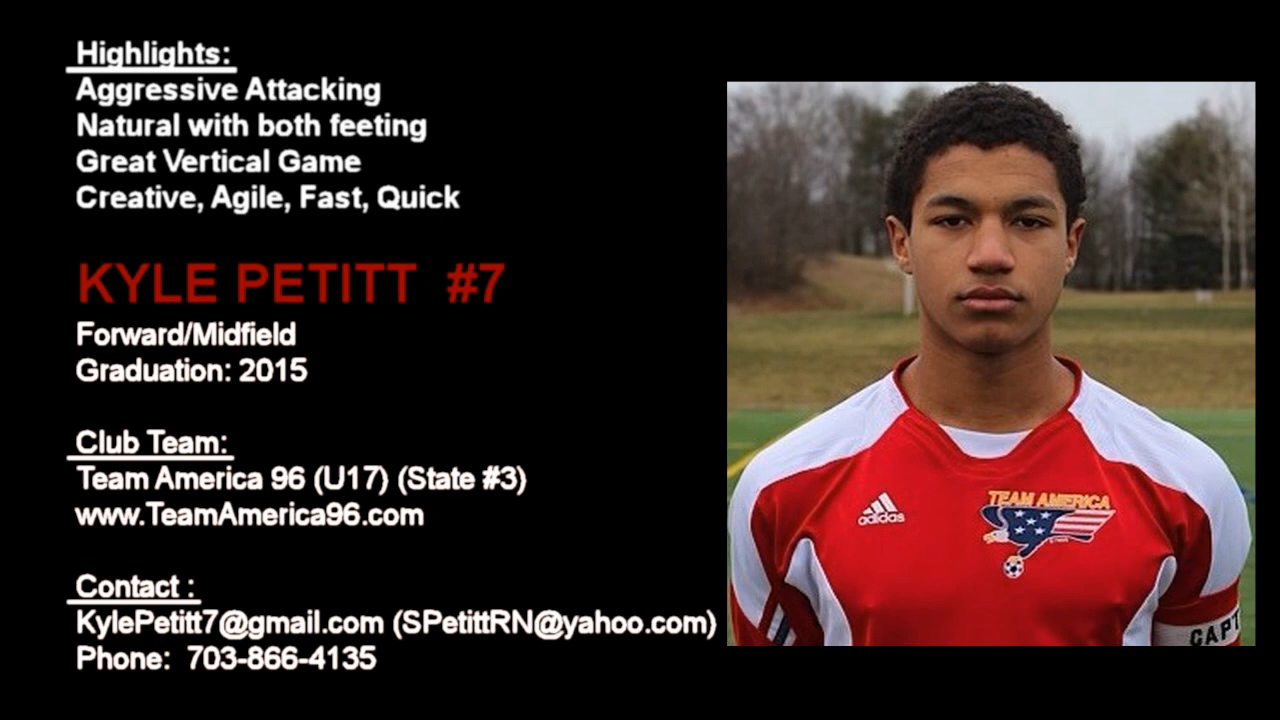 Highlights:
Aggressive Attacking
Natural with both feeting
Great Vertical Game
Creative, Agile, Fast, Quick
KYLE PETITT #7
Forward/Midfield
Graduation: 2015
Club Team:
Team America 96 (U17) (State #3)
www.TeamAmerica96.com
Contact :
KylePetitt7@gmail.com (SPetittRN@yahoo.com)
Phone: 703-866-4135
adidas
TEAM AMERICA
CAPT